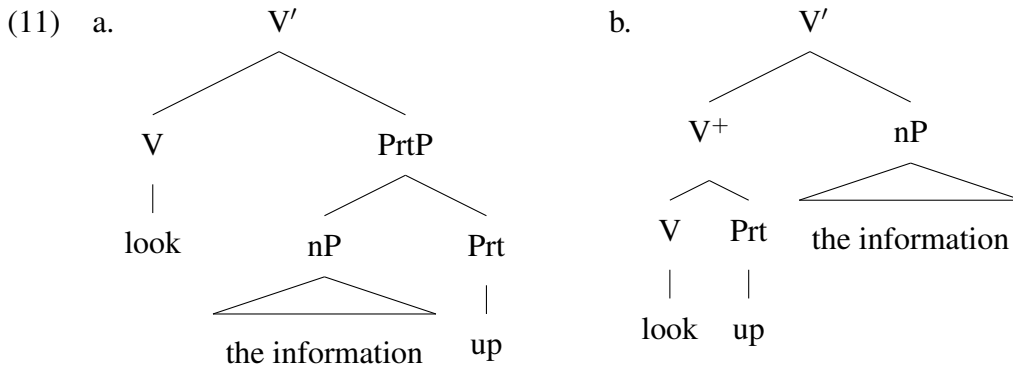 (11) a. V′ b. V′
V PrtP V⁺ nP
look nP Prt V Prt the information
the information up look up